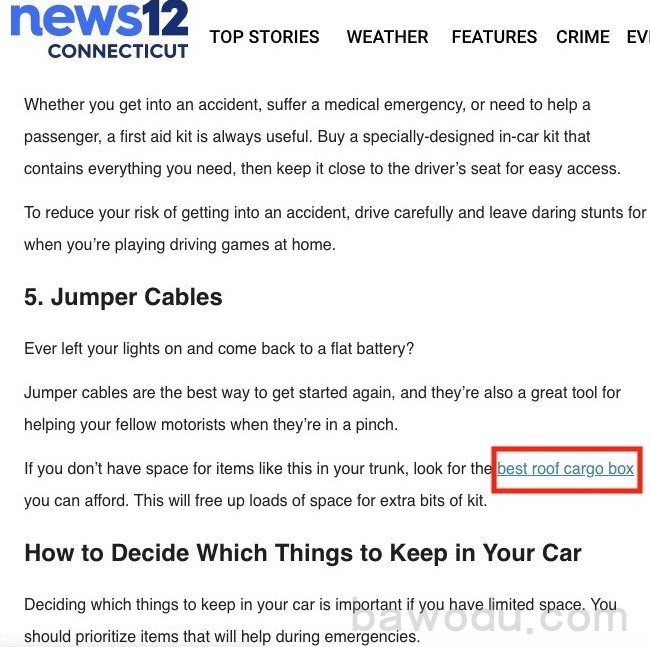 news12
CONNECTICUT
TOP STORIES WEATHER FEATURES CRIME
Whether you get into an accident, suffer a medical emergency, or need to help a
passenger, a first aid kit is always useful. Buy a specially-designed in-car kit that
contains everything you need, then keep it close to the driver’s seat for easy access.
To reduce your risk of getting into an accident, drive carefully and leave daring stunts for
when you’re playing driving games at home.
5. Jumper Cables
Ever left your lights on and come back to a flat battery?
Jumper cables are the best way to get started again, and they’re also a great tool for
helping your fellow motorists when they’re in a pinch.
If you don’t have space for items like this in your trunk, look for the best roof cargo box
you can afford. This will free up loads of space for extra bits of kit.
How to Decide Which Things to Keep in Your Car
Deciding which things to keep in your car is important if you have limited space. You
should prioritize items that will help during emergencies.
bawodu.com